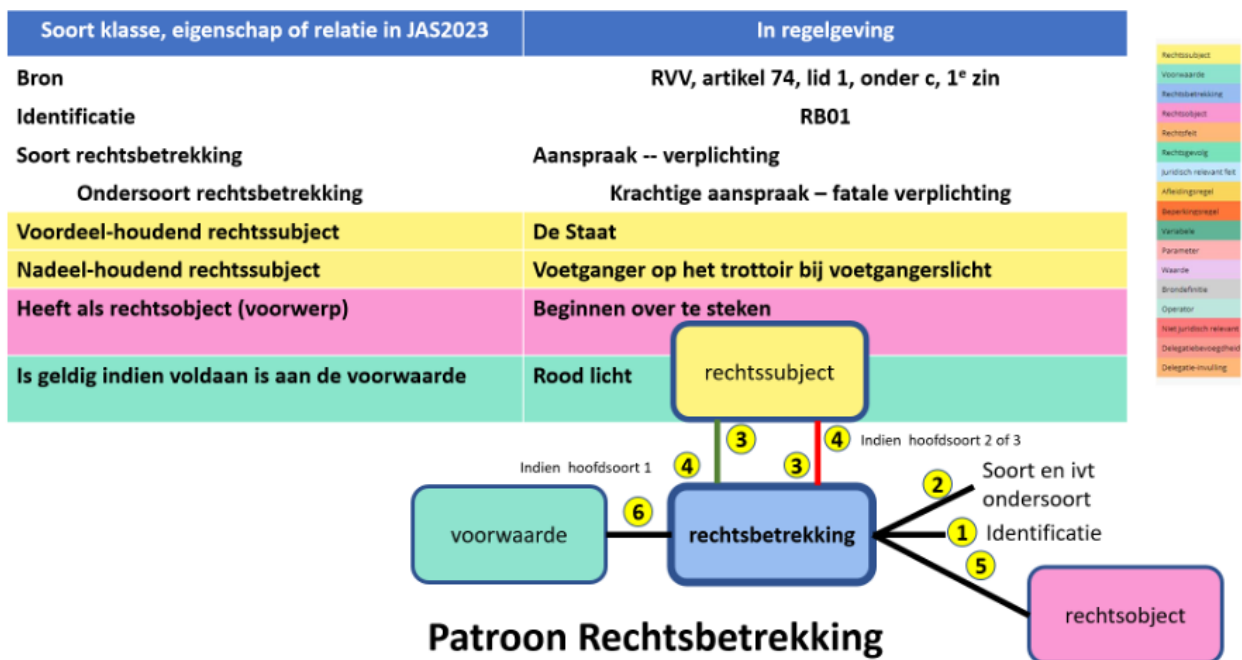 Soort klasse, eigenschap of relatie in JAS2023
In regelgeving
Bron
RVV, artikel 74, lid 1, onder c, 1e zin
Identificatie
RB01
Soort rechtsbetrekking
Aanspraak -- verplichting
Ondersoort rechtsbetrekking
Krachtige aanspraak – fatale verplichting
Voordeel-houdend rechtssubject
De Staat
Nadeel-houdend rechtssubject
Voetganger op het trottoir bij voetgangerslicht
Heeft als rechtsobject (voorwerp)
Beginnen over te steken
Is geldig indien voldaan is aan de voorwaarde
Rood licht
rechtssubject
3
4
Indien hoofdsoort 2 of 3
Indien hoofdsoort 1
4
3
2
Soort en ivt
ondersoort
voorwaarde
6
rechtsbetrekking
1
Identificatie
5
rechtsobject
Patroon Rechtsbetrekking
Rechtssubject
Voorwaarde
Rechtsbetrekking
Rechtsobject
Rechtsfeit
Rechtsgevolg
Juridisch relevant feit
Afleidingsregel
Beperkingsregel
Variabele
Parameter
Waarde
Brondefinitie
Operator
Niet juridisch relevant
Delegatiebevoegdheid
Delegatie-invulling